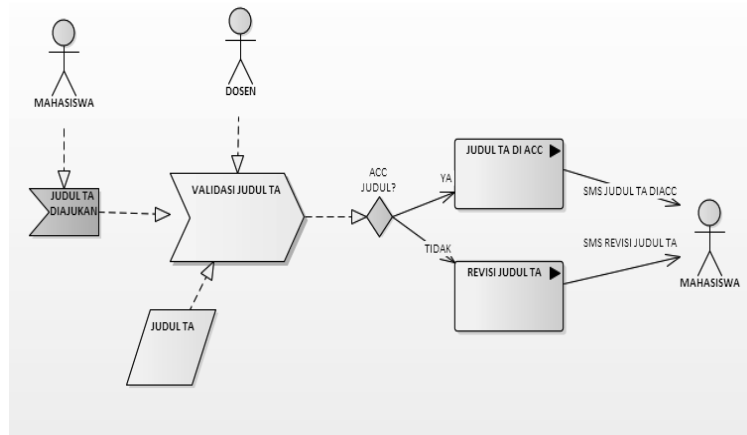 MAHASISWA
DOSEN
JUDUL TA
DIAJUKAN
VALIDASI JUDUL TA
JUDUL TA
ACC
JUDUL?
YA
TIDAK
JUDUL TA DI ACC
REVISI JUDUL TA
SMS JUDUL TA DIACC
SMS REVISI JUDUL TA
MAHASISWA